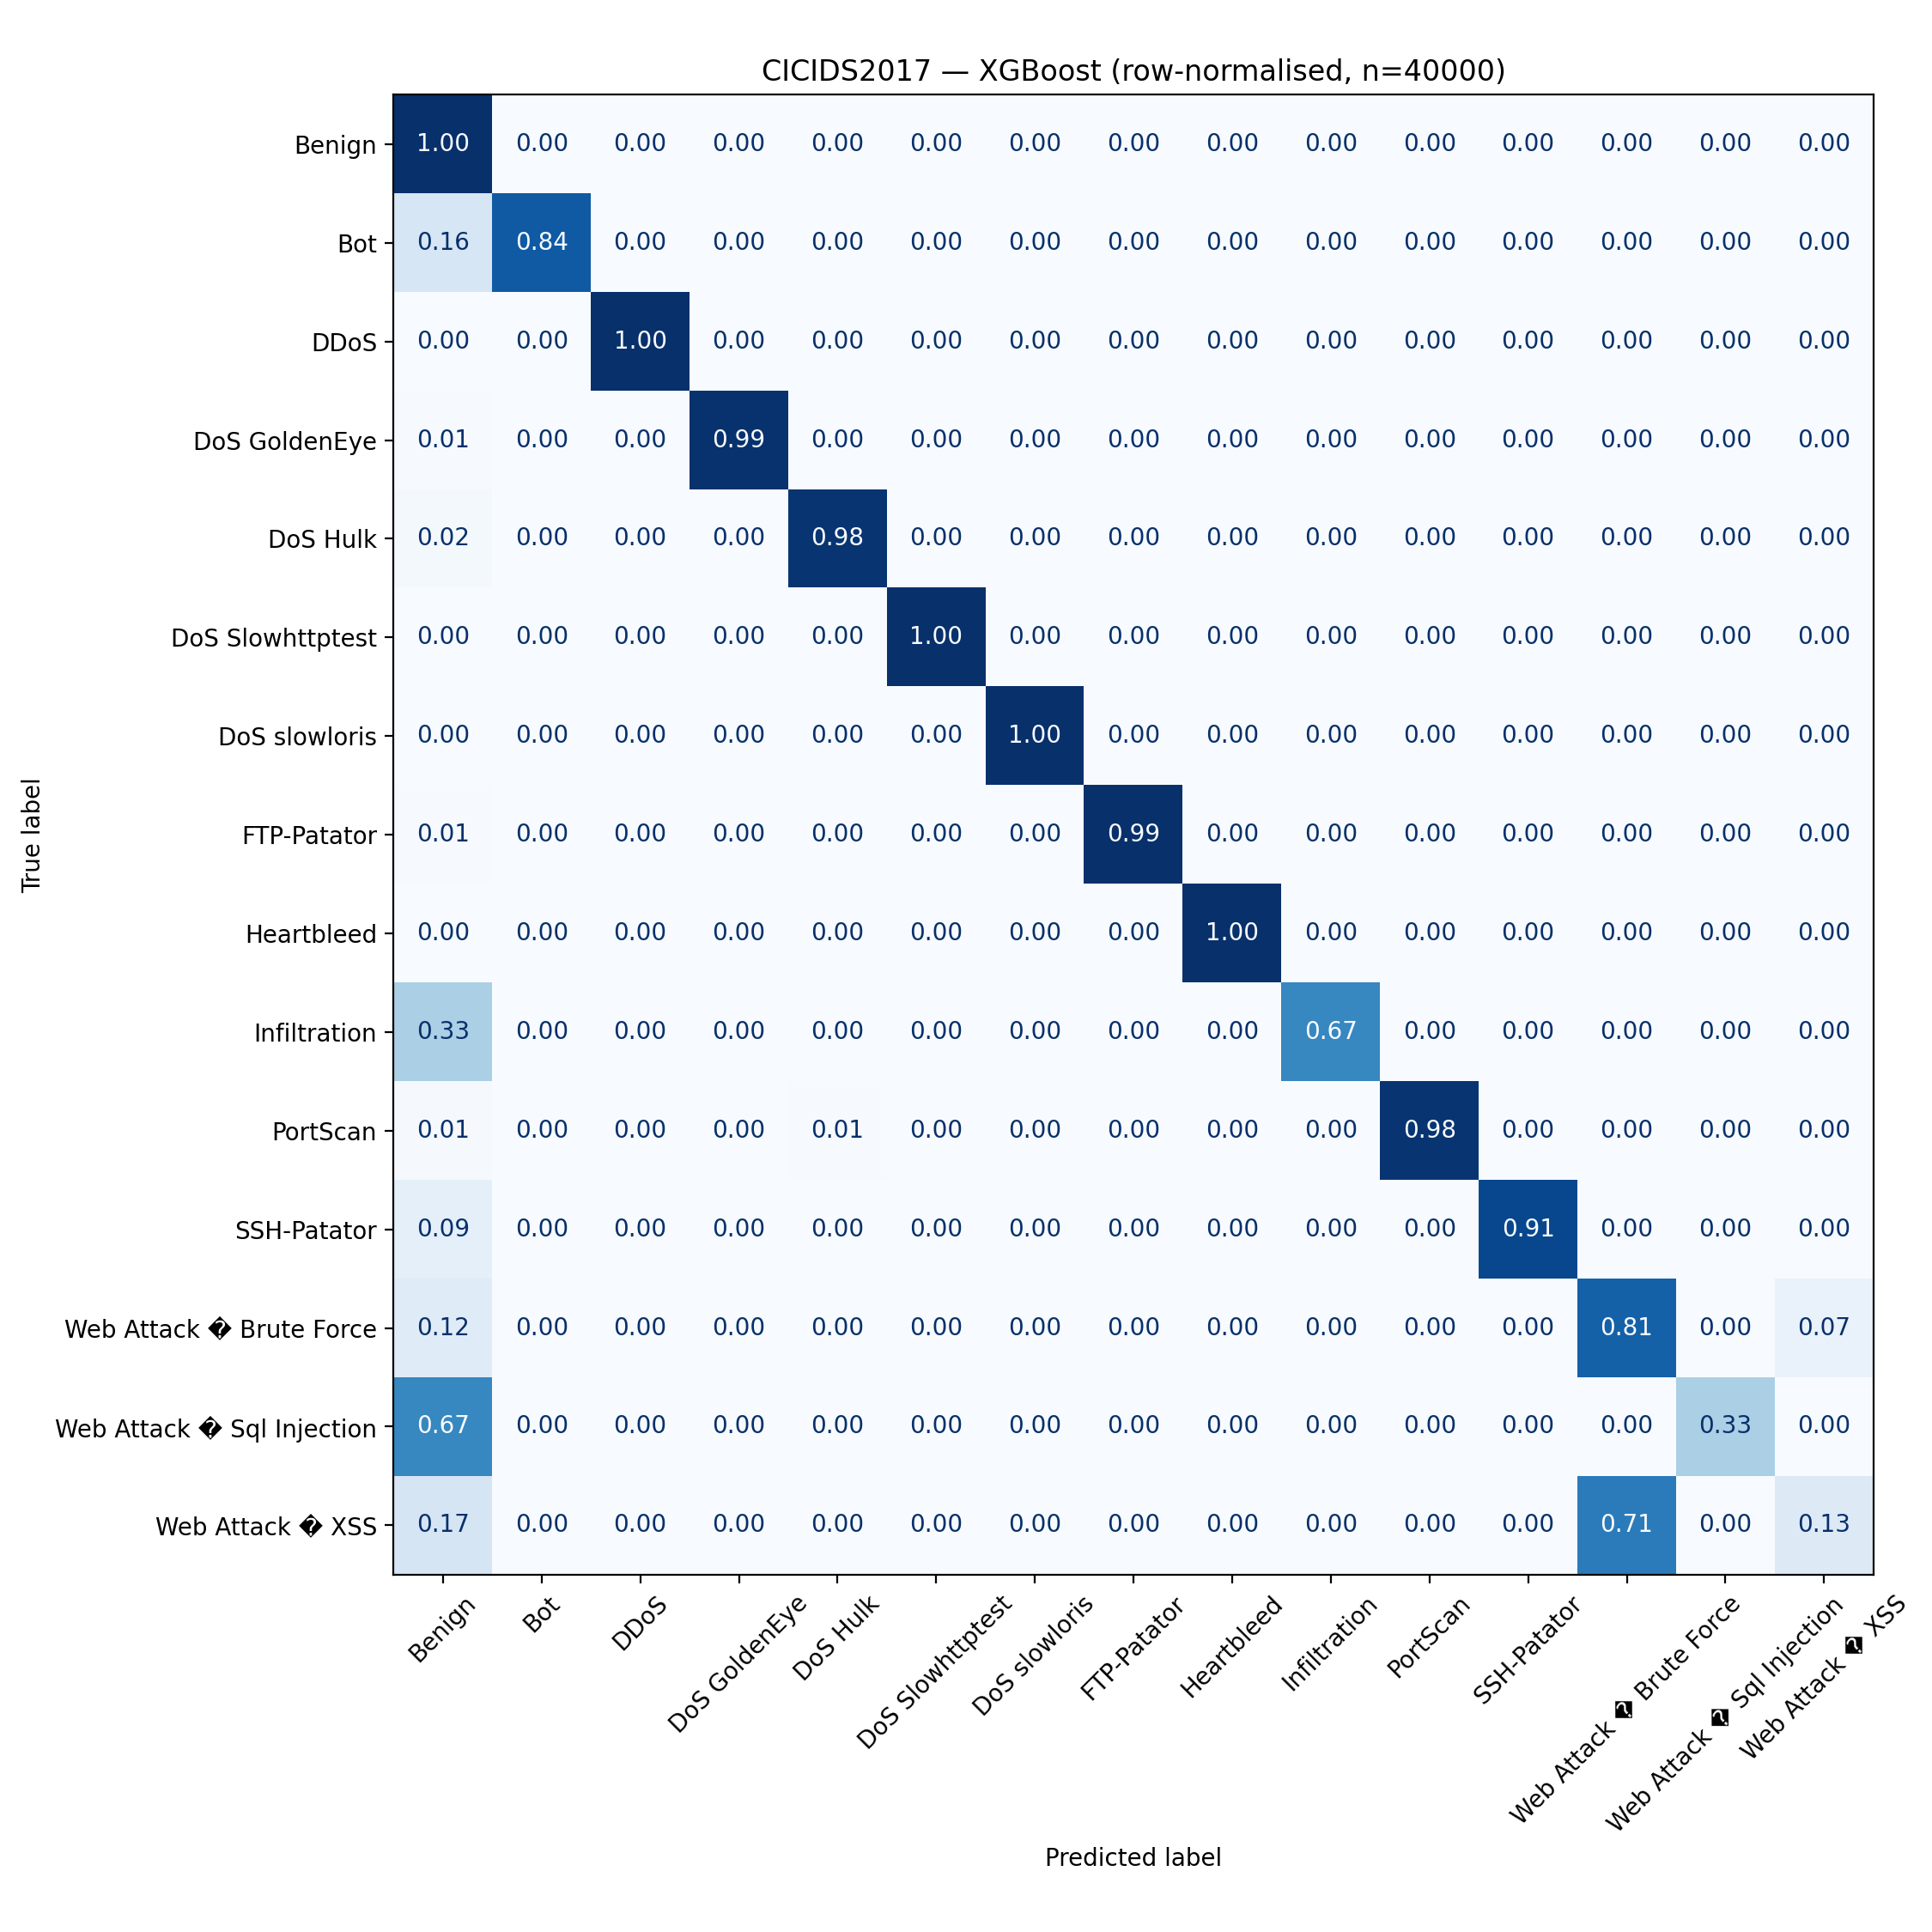 CICIDS2017 — XGBoost (row-normalised, n=40000)
True label
Benign 1.00 0.00 0.00 0.00 0.00 0.00 0.00 0.00 0.00 0.00 0.00 0.00 0.00 0.00 0.00
Bot 0.16 0.84 0.00 0.00 0.00 0.00 0.00 0.00 0.00 0.00 0.00 0.00 0.00 0.00 0.00
DDoS 0.00 0.00 1.00 0.00 0.00 0.00 0.00 0.00 0.00 0.00 0.00 0.00 0.00 0.00 0.00
DoS GoldenEye 0.01 0.00 0.00 0.99 0.00 0.00 0.00 0.00 0.00 0.00 0.00 0.00 0.00 0.00 0.00
DoS Hulk 0.02 0.00 0.00 0.00 0.98 0.00 0.00 0.00 0.00 0.00 0.00 0.00 0.00 0.00 0.00
DoS Slowhttptest 0.00 0.00 0.00 0.00 0.00 1.00 0.00 0.00 0.00 0.00 0.00 0.00 0.00 0.00 0.00
DoS slowloris 0.00 0.00 0.00 0.00 0.00 0.00 1.00 0.00 0.00 0.00 0.00 0.00 0.00 0.00 0.00
FTP-Patator 0.01 0.00 0.00 0.00 0.00 0.00 0.00 0.99 0.00 0.00 0.00 0.00 0.00 0.00 0.00
Heartbleed 0.00 0.00 0.00 0.00 0.00 0.00 0.00 0.00 1.00 0.00 0.00 0.00 0.00 0.00 0.00
Infiltration 0.33 0.00 0.00 0.00 0.00 0.00 0.00 0.00 0.00 0.67 0.00 0.00 0.00 0.00 0.00
PortScan 0.01 0.00 0.00 0.00 0.01 0.00 0.00 0.00 0.00 0.00 0.98 0.00 0.00 0.00 0.00
SSH-Patator 0.09 0.00 0.00 0.00 0.00 0.00 0.00 0.00 0.00 0.00 0.00 0.91 0.00 0.00 0.00
Web Attack � Brute Force 0.12 0.00 0.00 0.00 0.00 0.00 0.00 0.00 0.00 0.00 0.00 0.00 0.81 0.00 0.07
Web Attack � Sql Injection 0.67 0.00 0.00 0.00 0.00 0.00 0.00 0.00 0.00 0.00 0.00 0.00 0.00 0.33 0.00
Web Attack � XSS 0.17 0.00 0.00 0.00 0.00 0.00 0.00 0.00 0.00 0.00 0.00 0.00 0.71 0.00 0.13
Benign
Bot
DDoS
DoS GoldenEye
DoS Hulk
DoS Slowhttptest
DoS slowloris
FTP-Patator
Heartbleed
Infiltration
PortScan
SSH-Patator
Web Attack � Brute Force
Web Attack � Sql Injection
Web Attack � XSS
Predicted label